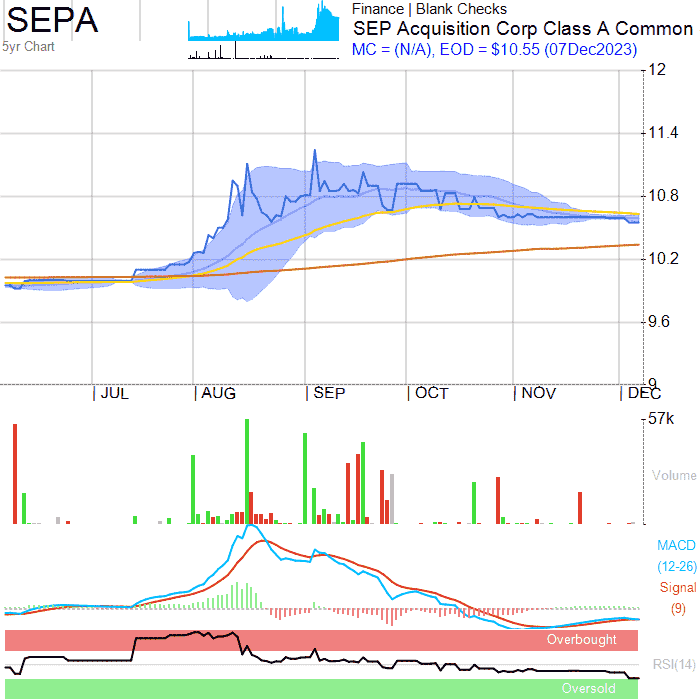 SEPA
5yr Chart
Finance | Blank Checks
SEP Acquisition Corp Class A Common
MC = (N/A), EOD = $10.55 (07Dec2023)
12
11.4
10.8
10.2
9.6
9
JUL AUG SEP OCT NOV DEC
57k
Volume
MACD
(12-26)
Signal
(9)
Overbought
RSI(14)
Oversold